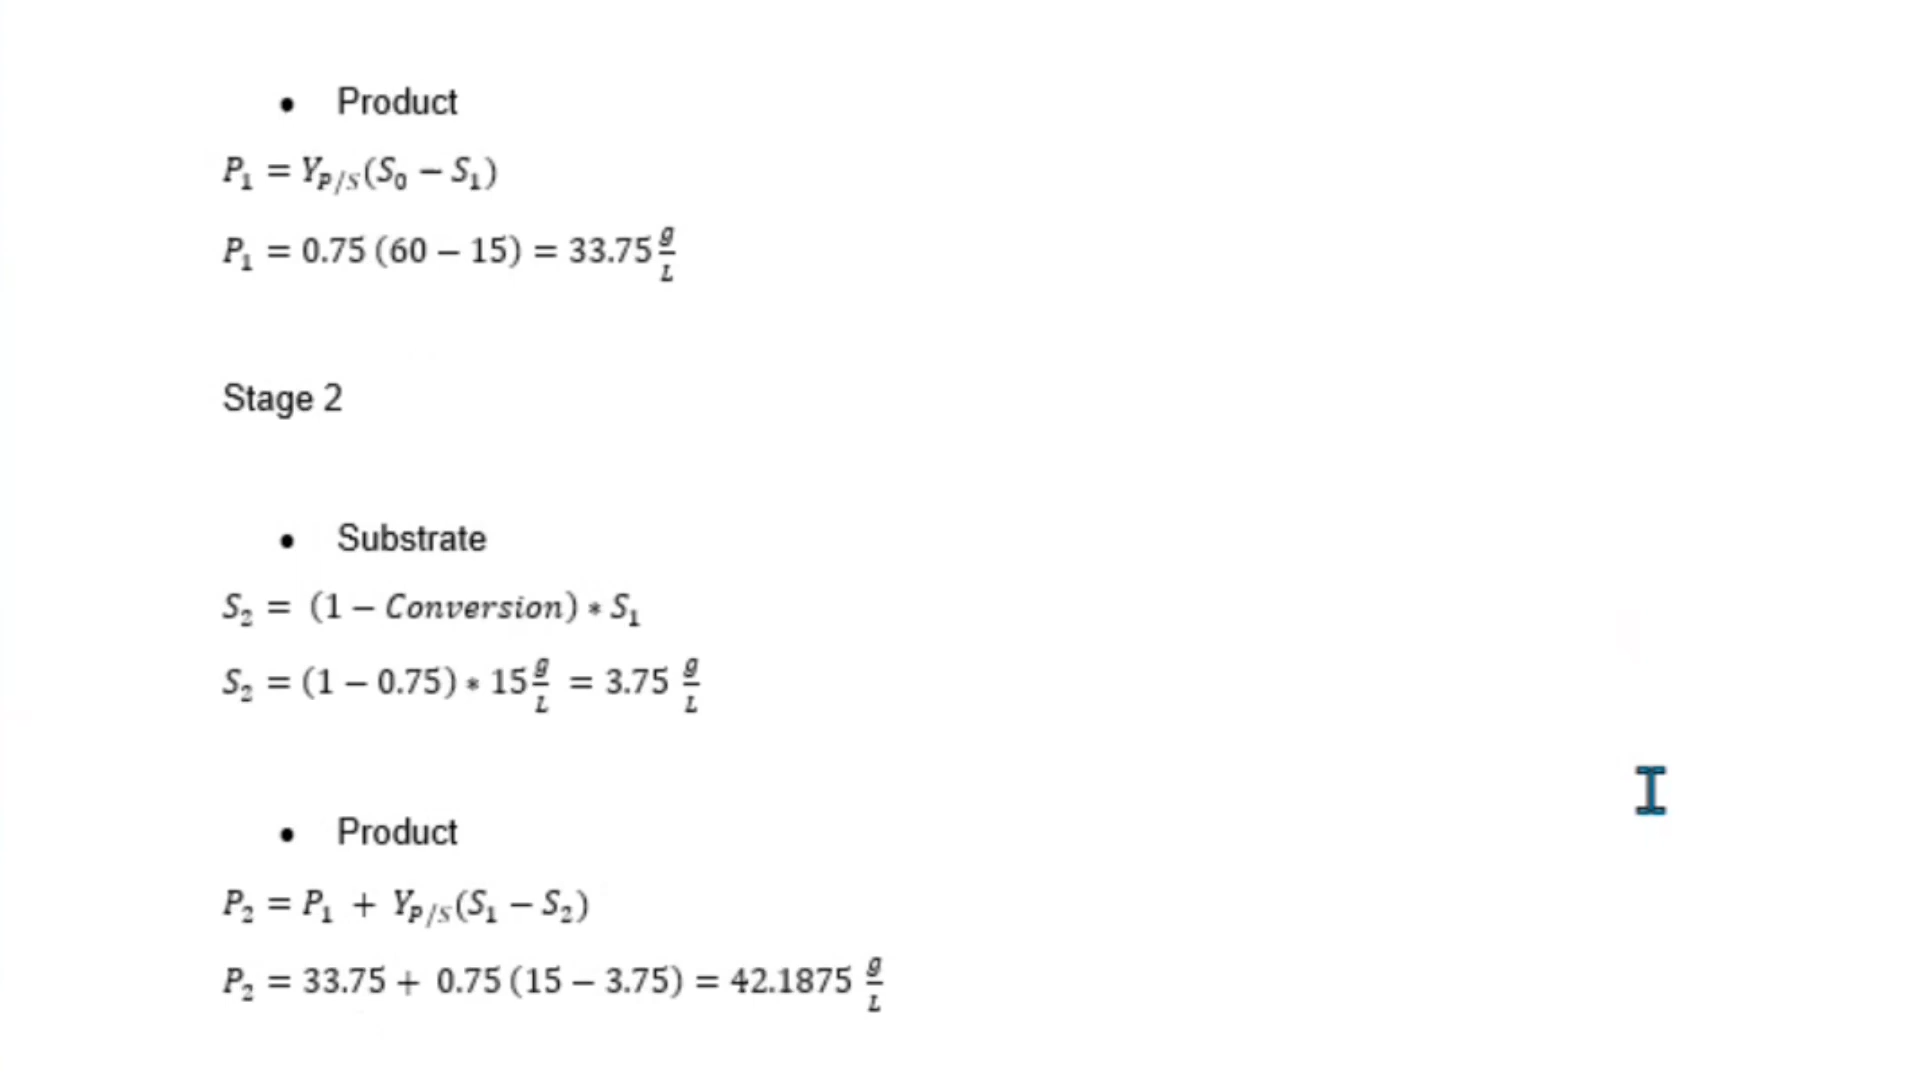 • Product
P₁ = Y_{P/S}(S₀ − S₁)
P₁ = 0.75 (60 − 15) = 33.75 g/L
Stage 2
• Substrate
S₂ = (1 − Conversion) * S₁
S₂ = (1 − 0.75) * 15 g/L = 3.75 g/L
• Product
P₂ = P₁ + Y_{P/S}(S₁ − S₂)
P₂ = 33.75 + 0.75 (15 − 3.75) = 42.1875 g/L